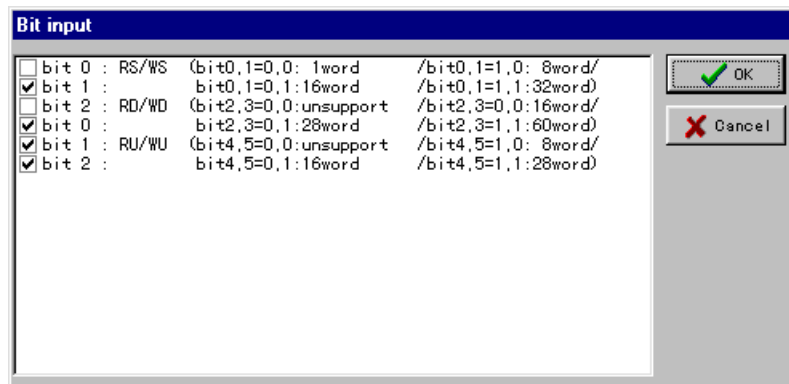 Bit input
bit 0 : RS/WS (bit0,1=0,0: 1word /bit0,1=1,0: 8word/
bit 1 : bit0,1=0,1:16word /bit0,1=1,1:32word)
bit 2 : RD/WD (bit2,3=0,0:unsupport /bit2,3=0,0:16word/
bit 0 : bit2,3=0,1:28word /bit2,3=1,1:60word)
bit 1 : RU/WU (bit4,5=0,0:unsupport /bit4,5=1,0: 8word/
bit 2 : bit4,5=0,1:16word /bit4,5=1,1:28word)
OK
Cancel